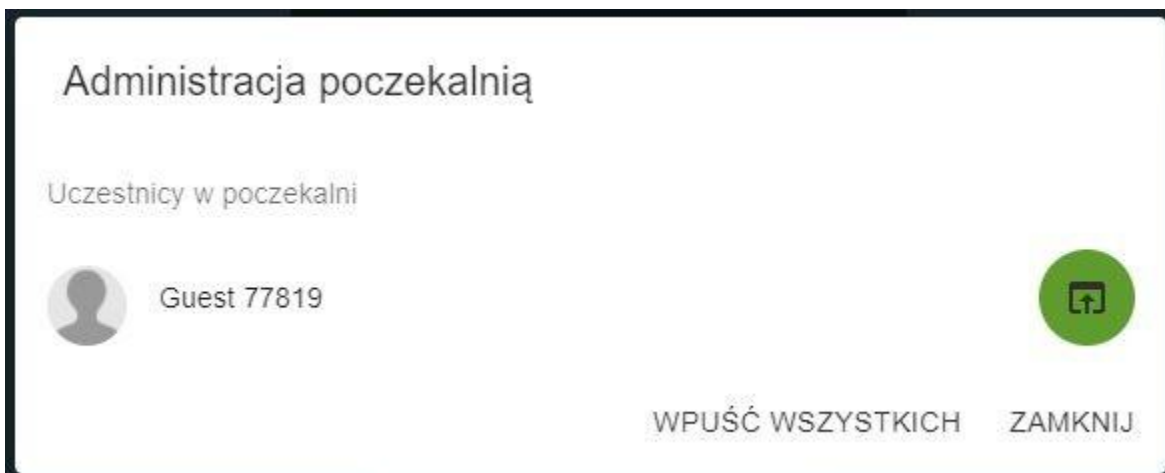 Administracja poczekalnią
Uczestnicy w poczekalni
Guest 77819
WPUŚĆ WSZYSTKICH ZAMKNIJ